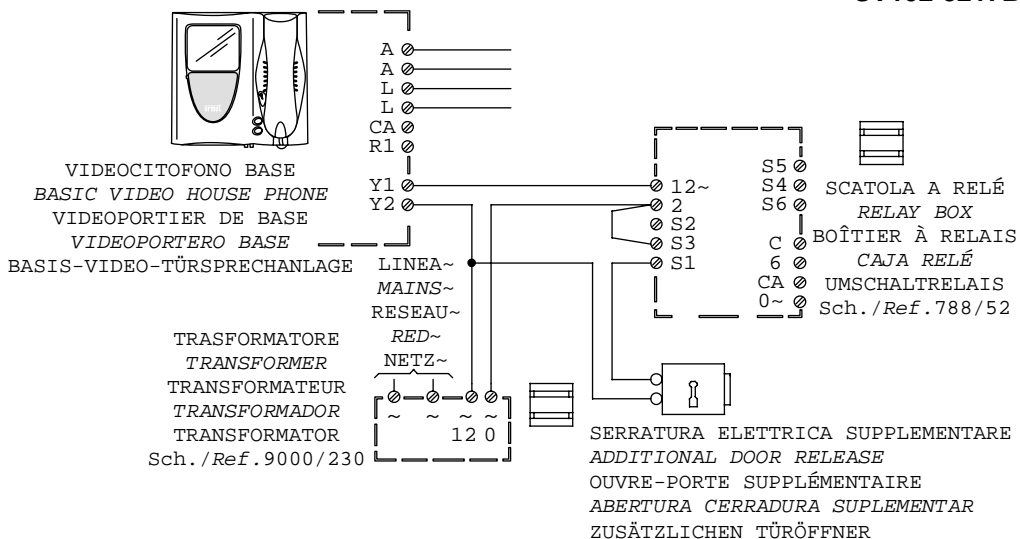 A
A
L
L
CA
R1
Y1
Y2
VIDEOCITOFONO BASE
BASIC VIDEO HOUSE PHONE
VIDEOPORTIER DE BASE
VIDEOPORTERO BASE
BASIS-VIDEO-TÜRSPRECHANLAGE
LINEA~
MAINS~
RESEAU~
RED~
NETZ~
TRASFORMATORE
TRANSFORMER
TRANSFORMATEUR
TRANSFORMADOR
TRANSFORMATOR
Sch./Ref.9000/230
~ ~ ~ ~
12 0
12~
2
S2
S3
S1
S5
S4
S6
C
6
CA
0~
SCATOLA A RELÉ
RELAY BOX
BOÎTIER À RELAIS
CAJA RELÉ
UMSCHALTRELAIS
Sch./Ref.788/52
SERRATURA ELETTRICA SUPPLEMENTARE
ADDITIONAL DOOR RELEASE
OUVRE-PORTE SUPPLÉMENTAIRE
ABERTURA CERRADURA SUPLEMENTAR
ZUSÄTZLICHEN TÜRÖFFNER